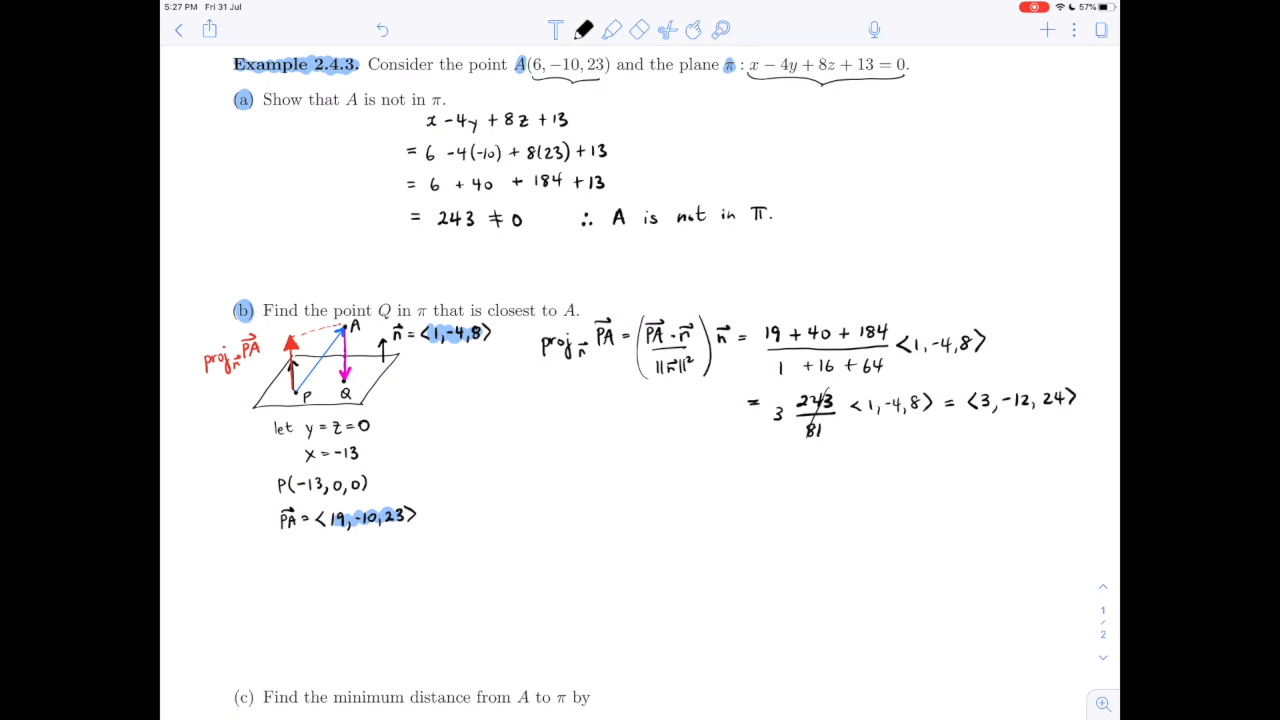 5:27 PM Fri 31 Jul 57%
Example 2.4.3. Consider the point A(6, −10, 23) and the plane π : x − 4y + 8z + 13 = 0.
(a) Show that A is not in π.
x − 4y + 8z + 13
= 6 − 4(−10) + 8(23) + 13
= 6 + 40 + 184 + 13
= 243 ≠ 0 ∴ A is not in π.
(b) Find the point Q in π that is closest to A.
A
n⃗ = <1, −4, 8>
proj_n⃗ PA⃗
P
Q
let y = z = 0
x = −13
P(−13, 0, 0)
PA⃗ = <19, −10, 23>
proj_n⃗ PA⃗ = (PA⃗ · n⃗ / ||n⃗||²) n⃗ = (19 + 40 + 184) / (1 + 16 + 64) <1, −4, 8>
= 3 243/81 <1, −4, 8> = <3, −12, 24>
1
/
2
(c) Find the minimum distance from A to π by